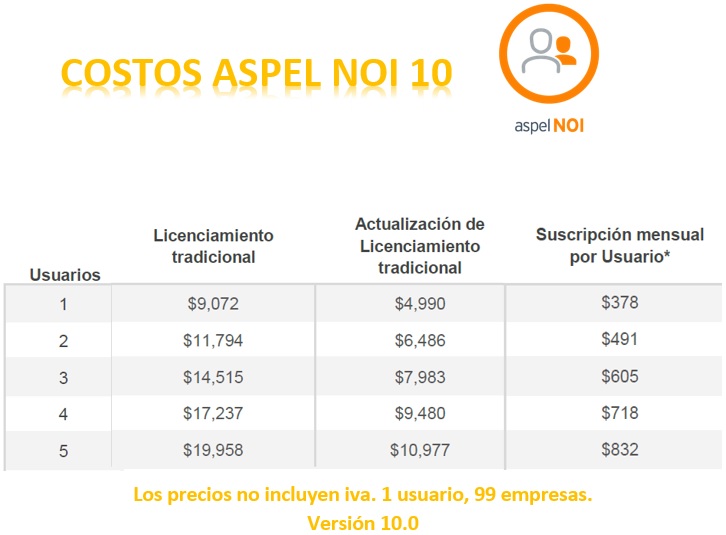 COSTOS ASPEL NOI 10
aspel NOI
Usuarios
Licenciamiento
tradicional
Actualización de
Licenciamiento
tradicional
Suscripción mensual
por Usuario*
1 $9,072 $4,990 $378
2 $11,794 $6,486 $491
3 $14,515 $7,983 $605
4 $17,237 $9,480 $718
5 $19,958 $10,977 $832
Los precios no incluyen iva. 1 usuario, 99 empresas.
Versión 10.0